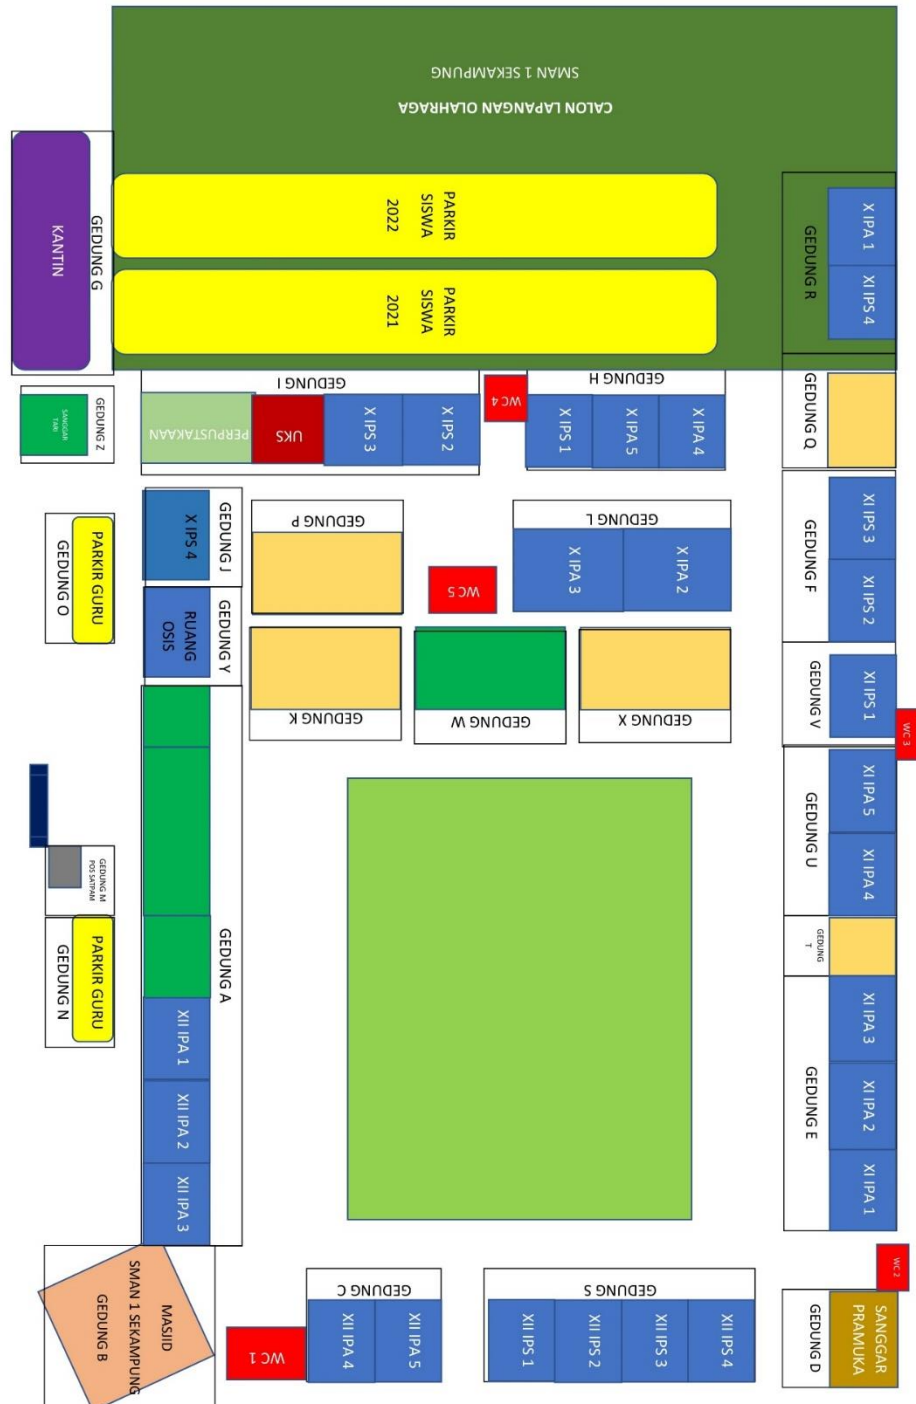 SMAN 1 SEKAMPUNG
CALON LAPANGAN OLAHRAGA
KANTIN
GEDUNG G
PARKIR
SISWA
2022
PARKIR
SISWA
2021
X IPA 1
XI IPS 4
GEDUNG R
SANGGAR
TARI
GEDUNG Z
GEDUNG I
PERPUSTAKAAN
UKS
X IPS 3
X IPS 2
WC 4
GEDUNG H
X IPS 1
X IPA 5
X IPA 4
GEDUNG Q
PARKIR GURU
GEDUNG O
X IPS 4
GEDUNG J
RUANG
OSIS
GEDUNG Y
GEDUNG P
WC 5
GEDUNG L
X IPA 3
X IPA 2
XI IPS 3
XI IPS 2
GEDUNG F
GEDUNG K
GEDUNG W
GEDUNG X
XI IPS 1
GEDUNG V
WC 3
XI IPA 5
XI IPA 4
GEDUNG U
GEDUNG M
POS SATPAM
PARKIR GURU
GEDUNG N
GEDUNG A
XII IPA 1
XII IPA 2
XII IPA 3
GEDUNG
T
XI IPA 3
XI IPA 2
XI IPA 1
GEDUNG E
MASJID
SMAN 1 SEKAMPUNG
GEDUNG B
WC 1
GEDUNG C
XII IPA 4
XII IPA 5
GEDUNG S
XII IPS 1
XII IPS 2
XII IPS 3
XII IPS 4
WC 2
SANGGAR
PRAMUKA
GEDUNG D